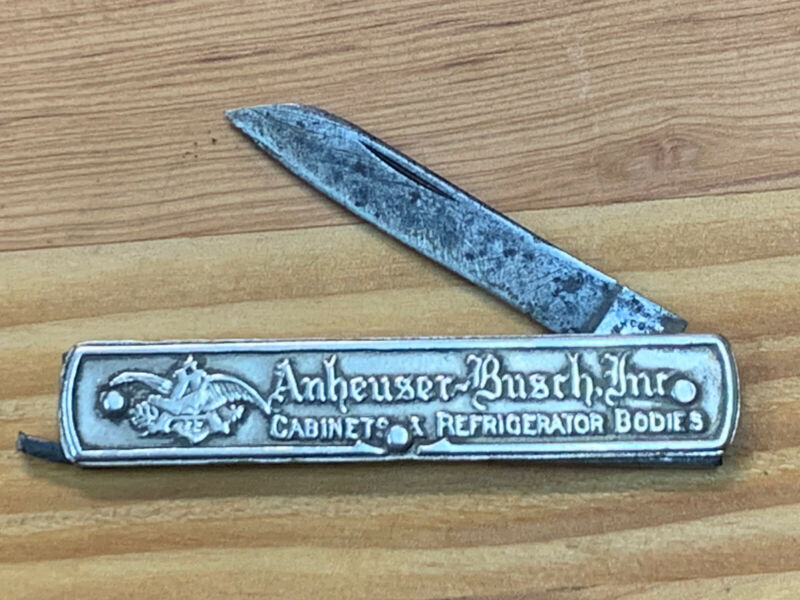 Anheuser-Busch, Inc.
CABINETS & REFRIGERATOR BODIES